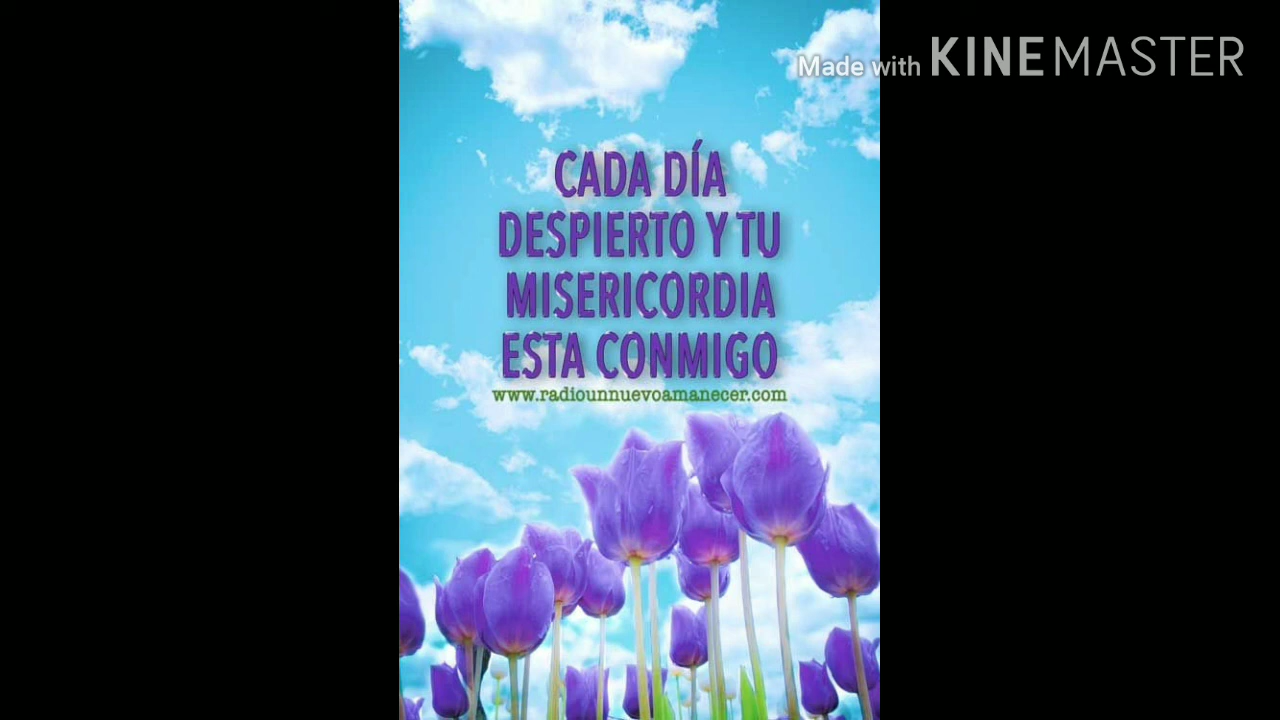 Made with KINEMASTER
CADA DÍA
DESPIERTO Y TU
MISERICORDIA
ESTA CONMIGO
www.radiounnuevoamanecer.com